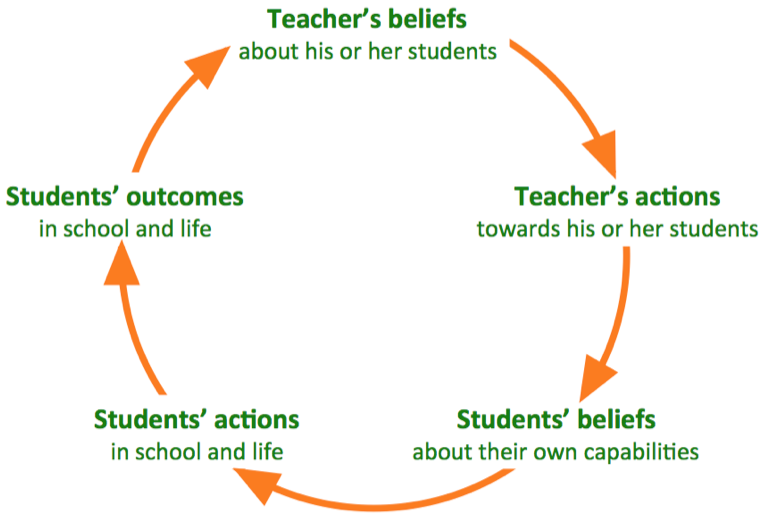 Teacher’s beliefs
about his or her students
Teacher’s actions
towards his or her students
Students’ beliefs
about their own capabilities
Students’ actions
in school and life
Students’ outcomes
in school and life